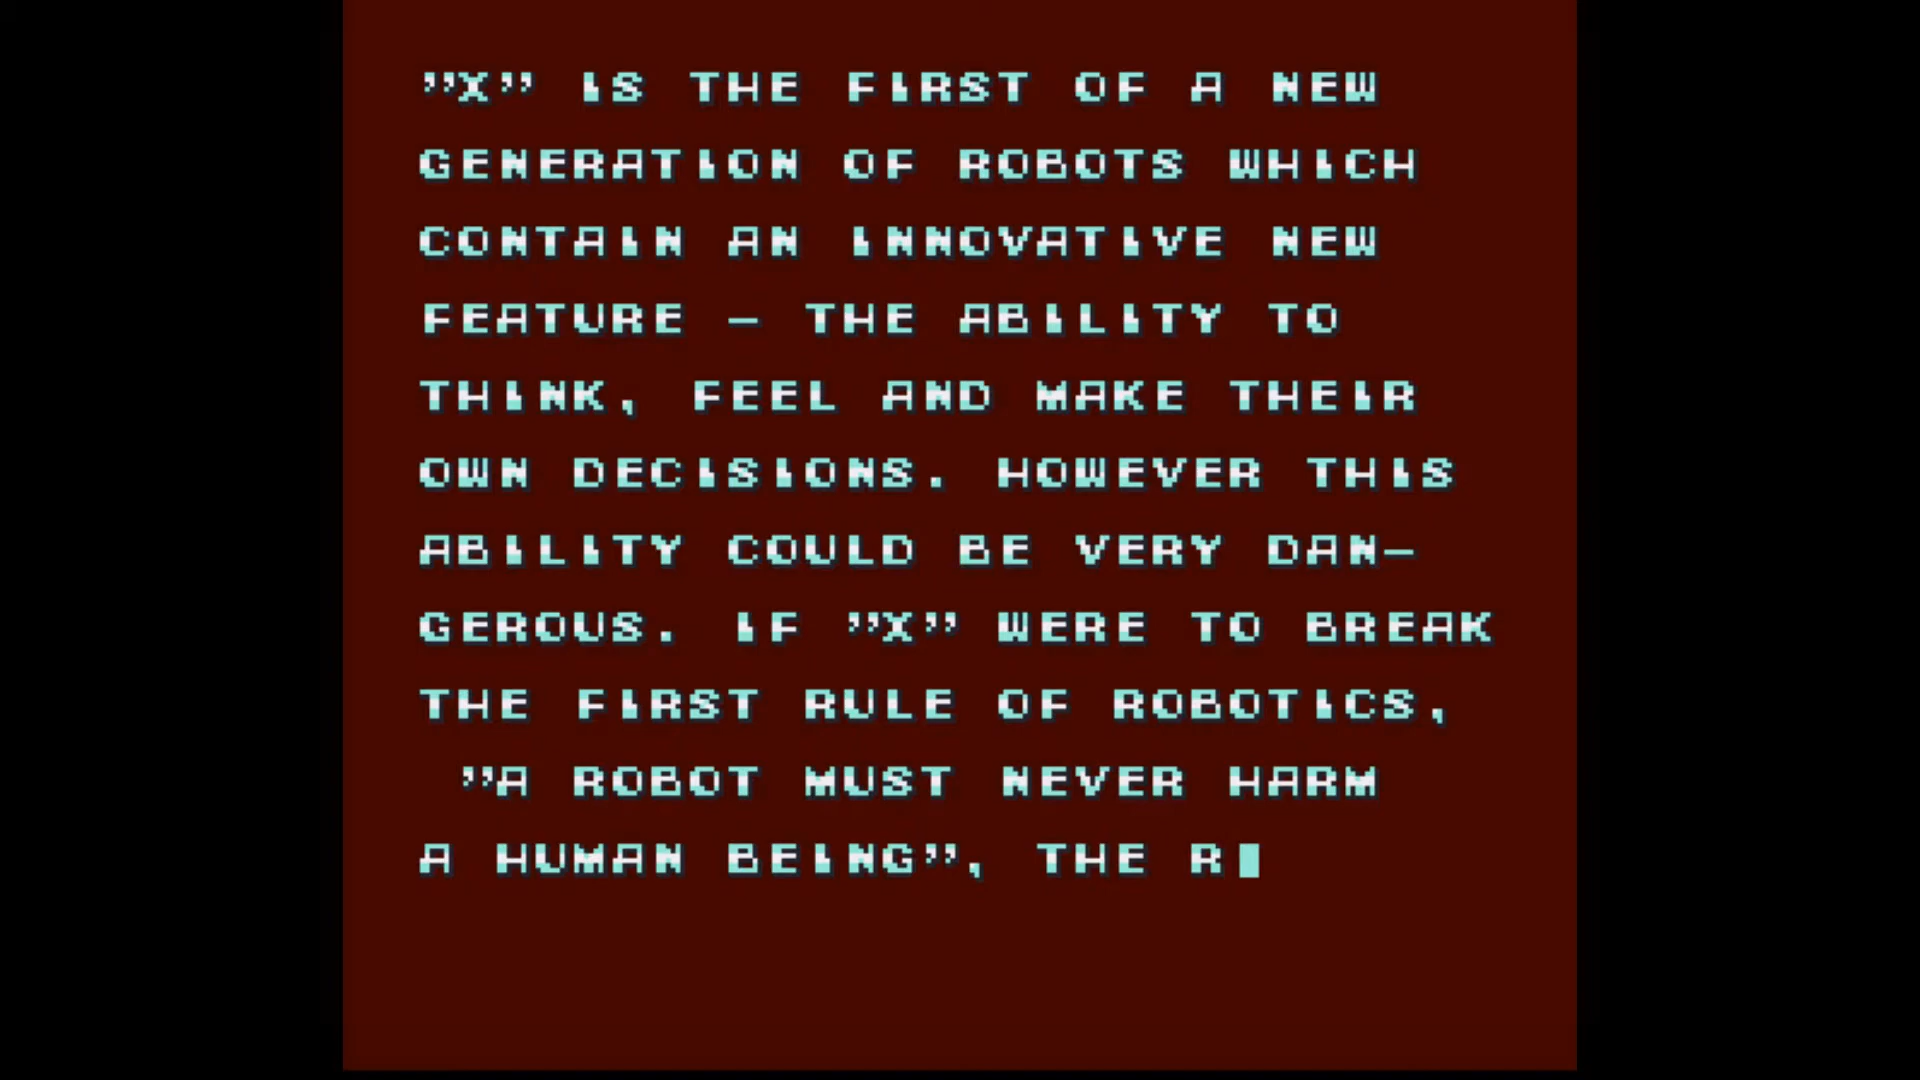 "X" IS THE FIRST OF A NEW
GENERATION OF ROBOTS WHICH
CONTAIN AN INNOVATIVE NEW
FEATURE – THE ABILITY TO
THINK, FEEL AND MAKE THEIR
OWN DECISIONS. HOWEVER THIS
ABILITY COULD BE VERY DAN–
GEROUS. IF "X" WERE TO BREAK
THE FIRST RULE OF ROBOTICS,
"A ROBOT MUST NEVER HARM
A HUMAN BEING", THE R